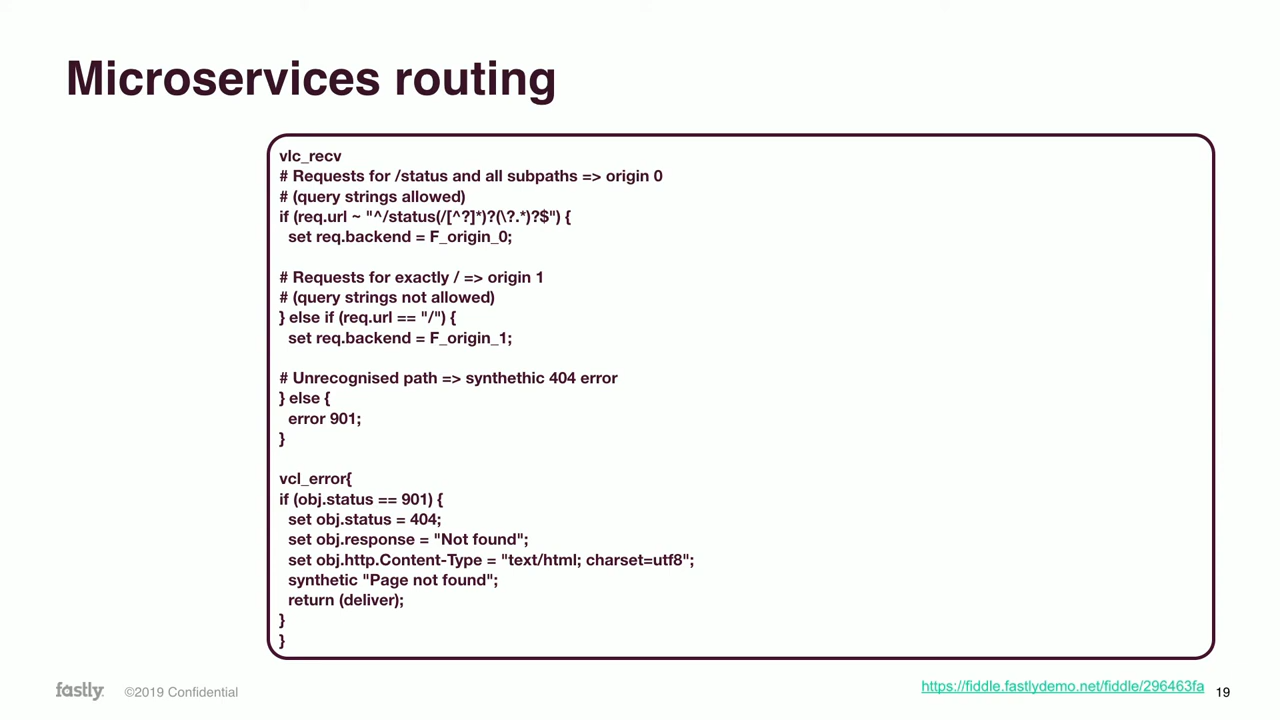 Microservices routing
vlc_recv
# Requests for /status and all subpaths => origin 0
# (query strings allowed)
if (req.url ~ "^/status(/[^?]*)?(\?.*)?$") {
  set req.backend = F_origin_0;

# Requests for exactly / => origin 1
# (query strings not allowed)
} else if (req.url == "/") {
  set req.backend = F_origin_1;

# Unrecognised path => synthethic 404 error
} else {
  error 901;
}

vcl_error{
if (obj.status == 901) {
  set obj.status = 404;
  set obj.response = "Not found";
  set obj.http.Content-Type = "text/html; charset=utf8";
  synthetic "Page not found";
  return (deliver);
}
}
fastly
©2019 Confidential
https://fiddle.fastlydemo.net/fiddle/296463fa
19